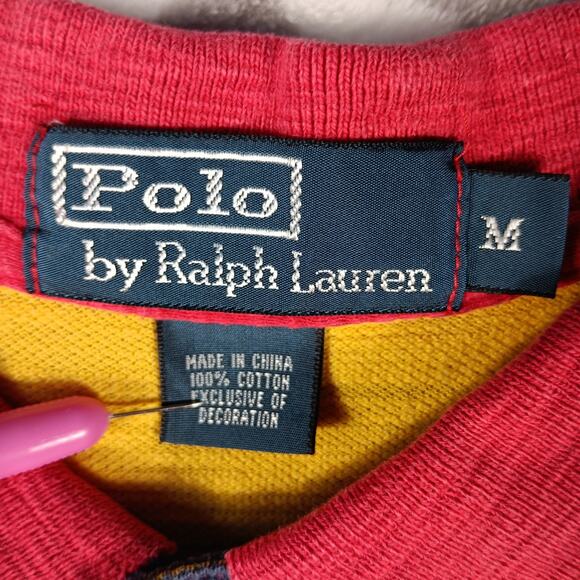 Polo
by Ralph Lauren
M
MADE IN CHINA
100% COTTON
EXCLUSIVE OF
DECORATION